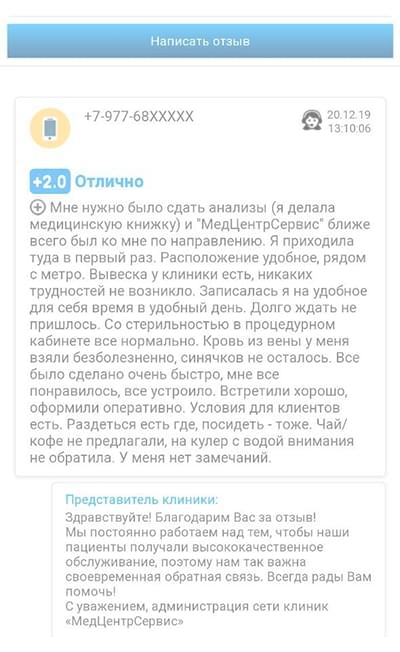 Написать отзыв
+7-977-68XXXXX
20.12.19
13:10:06
+2.0 Отлично
Мне нужно было сдать анализы (я делала
медицинскую книжку) и "МедЦентрСервис" ближе
всего был ко мне по направлению. Я приходила
туда в первый раз. Расположение удобное, рядом
с метро. Вывеска у клиники есть, никаких
трудностей не возникло. Записалась я на удобное
для себя время в удобный день. Долго ждать не
пришлось. Со стерильностью в процедурном
кабинете все нормально. Кровь из вены у меня
взяли безболезненно, синячков не осталось. Все
было сделано очень быстро, мне все
понравилось, все устроило. Встретили хорошо,
оформили оперативно. Условия для клиентов
есть. Раздеться есть где, посидеть - тоже. Чай/
кофе не предлагали, на кулер с водой внимания
не обратила. У меня нет замечаний.
Представитель клиники:
Здравствуйте! Благодарим Вас за отзыв!
Мы постоянно работаем над тем, чтобы наши
пациенты получали высококачественное
обслуживание, поэтому нам так важна
своевременная обратная связь. Всегда рады Вам
помочь!
С уважением, администрация сети клиник
«МедЦентрСервис»